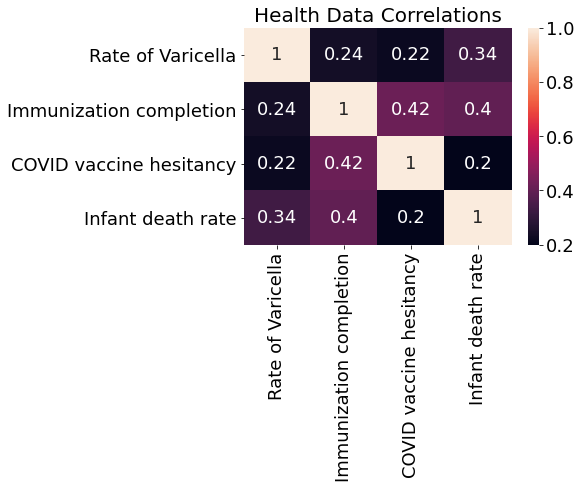 Health Data Correlations
Rate of Varicella 1 0.24 0.22 0.34
Immunization completion 0.24 1 0.42 0.4
COVID vaccine hesitancy 0.22 0.42 1 0.2
Infant death rate 0.34 0.4 0.2 1
1.0
0.8
0.6
0.4
0.2
Rate of Varicella
Immunization completion
COVID vaccine hesitancy
Infant death rate